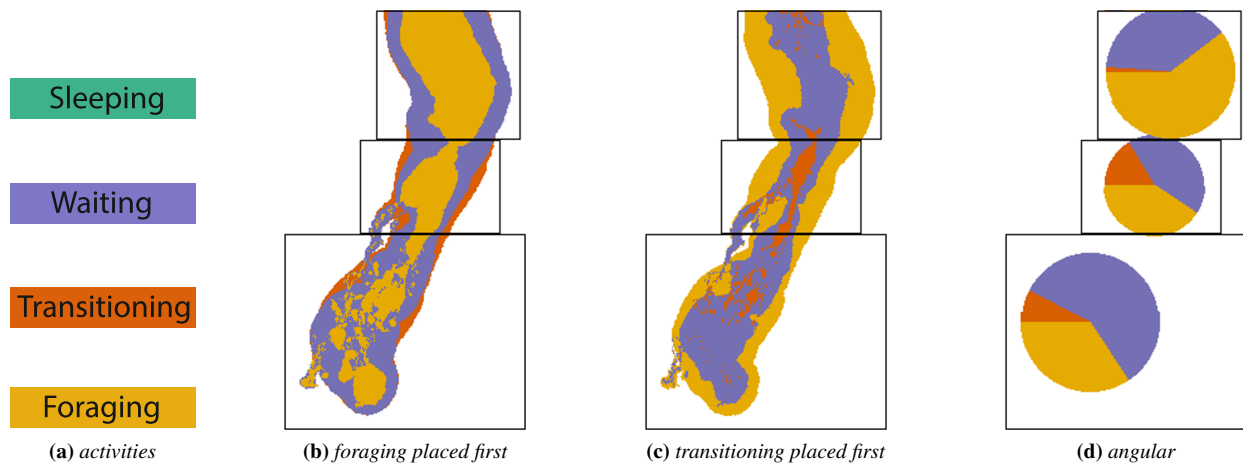 Sleeping
Waiting
Transitioning
Foraging
(a) activities
(b) foraging placed first
(c) transitioning placed first
(d) angular